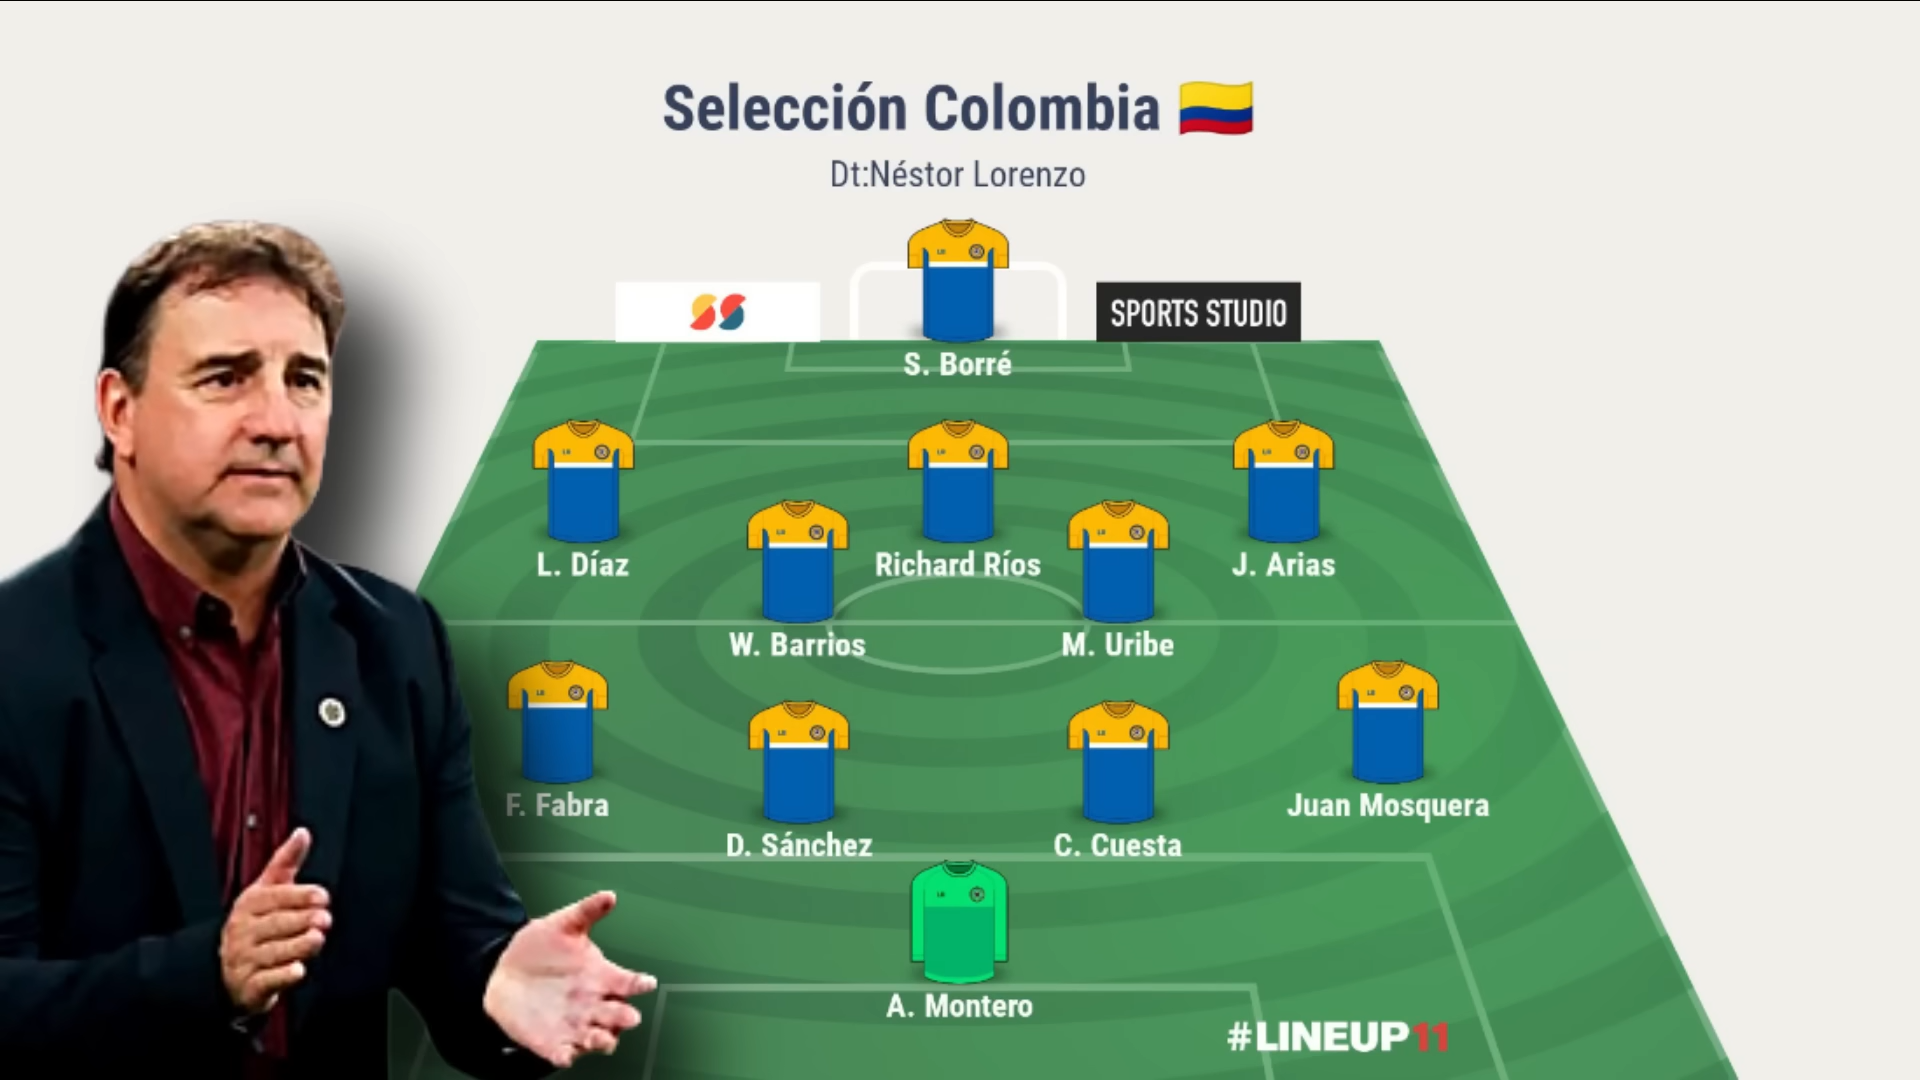 Selección Colombia
Dt:Néstor Lorenzo
SPORTS STUDIO
S. Borré
L. Díaz
Richard Ríos
J. Arias
W. Barrios
M. Uribe
F. Fabra
Juan Mosquera
D. Sánchez
C. Cuesta
A. Montero
#LINEUP11